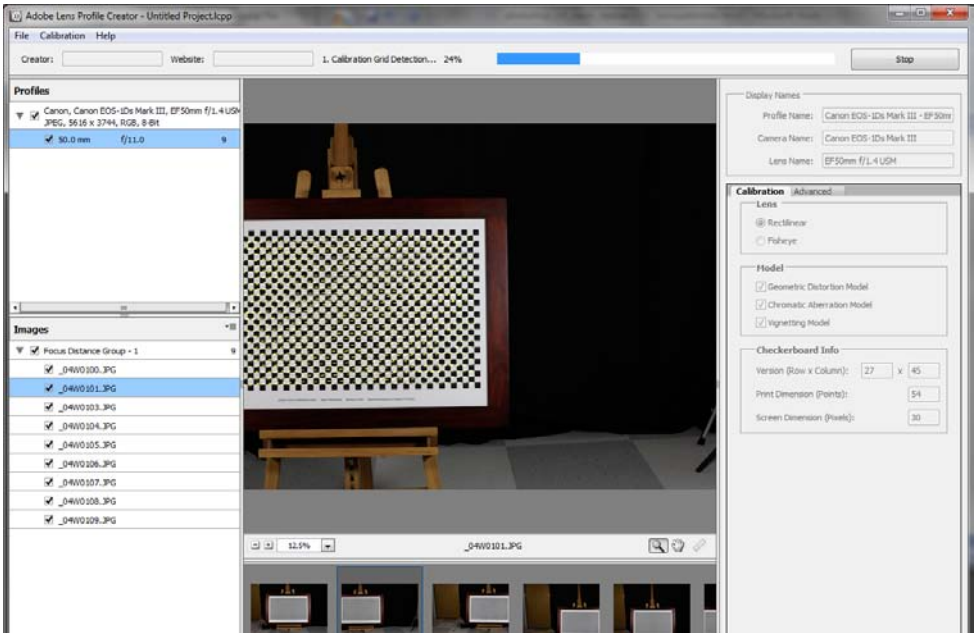 Adobe Lens Profile Creator - Untitled Project.lcpp
File Calibration Help
Creator: Website: 1. Calibration Grid Detection... 24% Stop
Profiles
Canon, Canon EOS-1Ds Mark III, EF50mm f/1.4 USM
JPEG, 5616 x 3744, RGB, 8-Bit
50.0 mm f/11.0 9
Images
Focus Distance Group - 1 9
_04W0100.JPG
_04W0101.JPG
_04W0103.JPG
_04W0104.JPG
_04W0105.JPG
_04W0106.JPG
_04W0107.JPG
_04W0108.JPG
_04W0109.JPG
12.5% _04W0101.JPG
Display Names
Profile Name: Canon EOS-1Ds Mark III - EF50mm
Camera Name: Canon EOS-1Ds Mark III
Lens Name: EF50mm f/1.4 USM
Calibration Advanced
Lens
Rectilinear
Fisheye
Model
Geometric Distortion Model
Chromatic Aberration Model
Vignetting Model
Checkerboard Info
Version (Row x Column): 27 x 45
Print Dimension (Points): 54
Screen Dimension (Pixels): 30